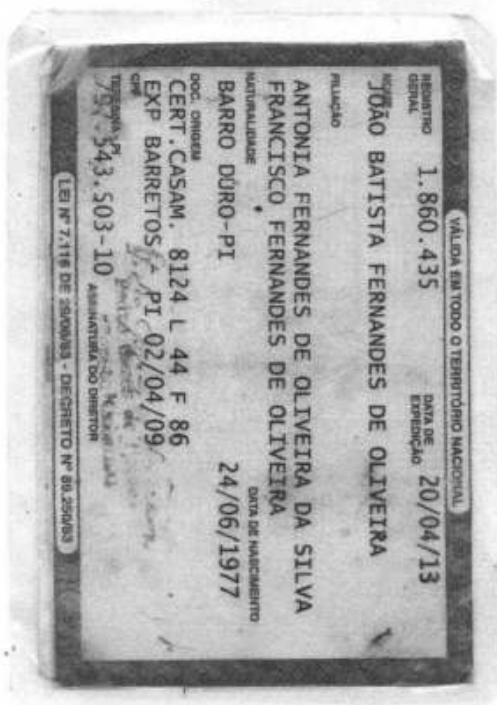 VÁLIDA EM TODO O TERRITÓRIO NACIONAL
REGISTRO GERAL 1.860.435 DATA DE EXPEDIÇÃO 20/04/13
NOME
JOÃO BATISTA FERNANDES DE OLIVEIRA
FILIAÇÃO
ANTONIA FERNANDES DE OLIVEIRA DA SILVA
FRANCISCO FERNANDES DE OLIVEIRA
NATURALIDADE DATA DE NASCIMENTO
BARRO DURO-PI 24/06/1977
DOC. ORIGEM
CERT.CASAM. 8124 L 44 F 86
EXP BARRETOS PI 02/04/09
CPF
797.543.503-10
ASSINATURA DO DIRETOR
LEI Nº 7.116 DE 29/08/83 - DECRETO Nº 89.250/83